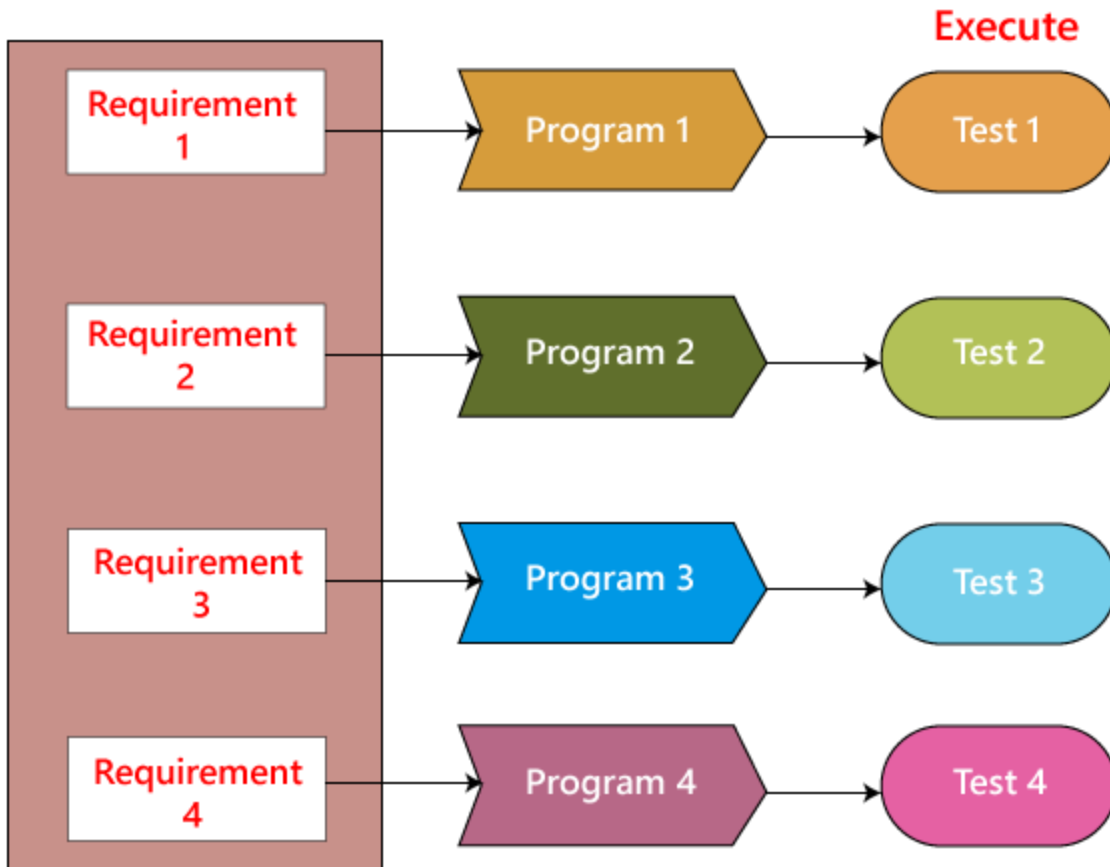 Execute
Requirement
1
Program 1
Test 1
Requirement
2
Program 2
Test 2
Requirement
3
Program 3
Test 3
Requirement
4
Program 4
Test 4